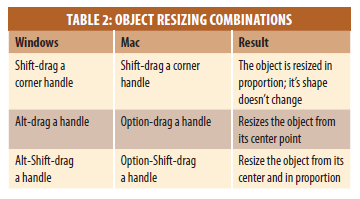 TABLE 2: OBJECT RESIZING COMBINATIONS
Windows Mac Result
Shift-drag a Shift-drag a corner The object is resized in
corner handle handle proportion; it's shape
doesn't change
Alt-drag a handle Option-drag a handle Resizes the object from
its center point
Alt-Shift-drag Option-Shift-drag Resize the object from its
a handle a handle center and in proportion